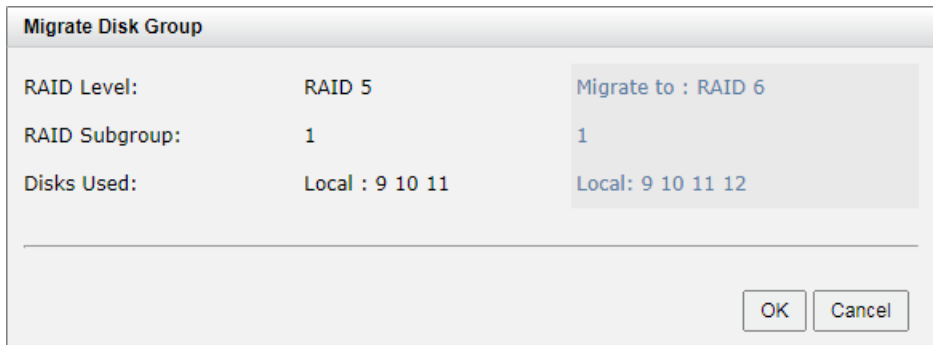 Migrate Disk Group
RAID Level: RAID 5 Migrate to : RAID 6
RAID Subgroup: 1 1
Disks Used: Local : 9 10 11 Local: 9 10 11 12
OK Cancel